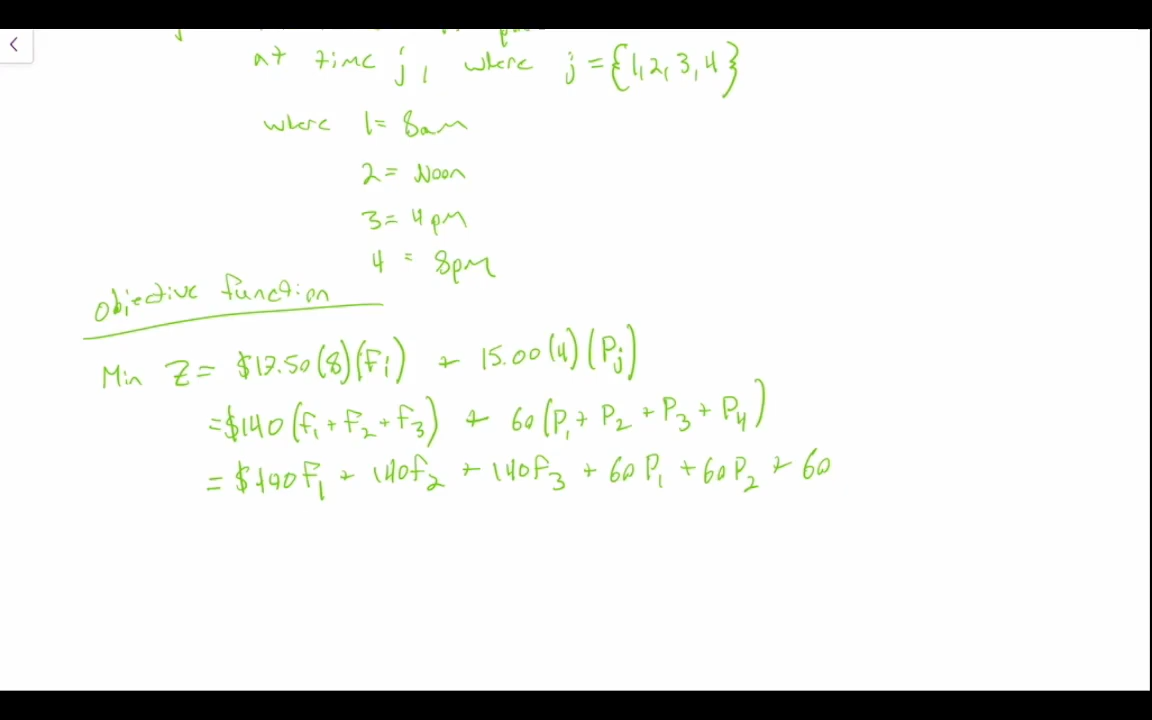 at time j, where j = {1, 2, 3, 4}
where 1 = 8am
2 = Noon
3 = 4pm
4 = 8pm
objective function
Min Z = $17.50(8)(Fi) + 15.00(4)(Pj)
= $140(F1 + F2 + F3) + 60(P1 + P2 + P3 + P4)
= $140F1 + 140F2 + 140F3 + 60P1 + 60P2 + 60